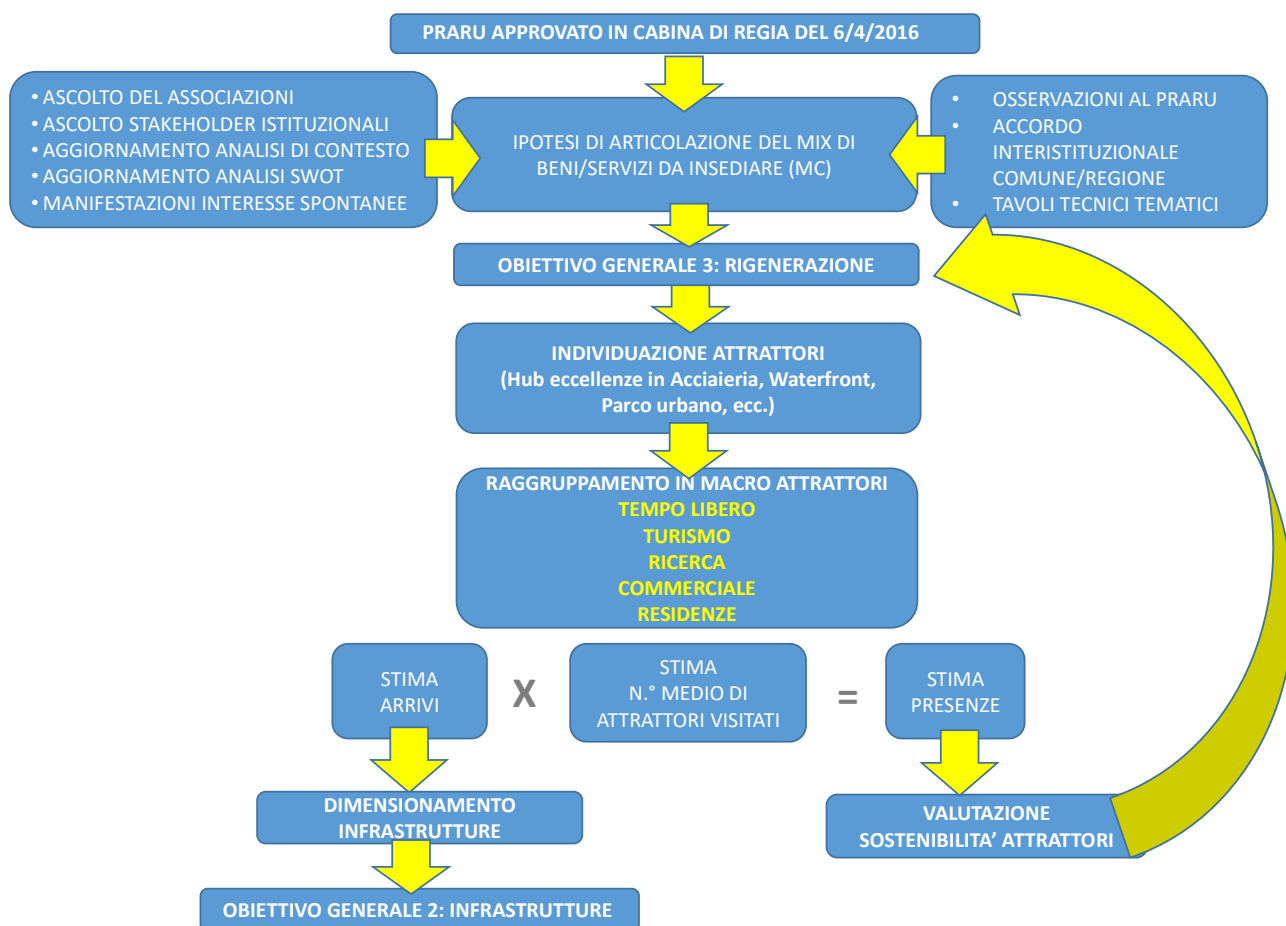 PRARU APPROVATO IN CABINA DI REGIA DEL 6/4/2016
• ASCOLTO DEL ASSOCIAZIONI
• ASCOLTO STAKEHOLDER ISTITUZIONALI
• AGGIORNAMENTO ANALISI DI CONTESTO
• AGGIORNAMENTO ANALISI SWOT
• MANIFESTAZIONI INTERESSE SPONTANEE
IPOTESI DI ARTICOLAZIONE DEL MIX DI
BENI/SERVIZI DA INSEDIARE (MC)
• OSSERVAZIONI AL PRARU
• ACCORDO
INTERISTITUZIONALE
COMUNE/REGIONE
• TAVOLI TECNICI TEMATICI
OBIETTIVO GENERALE 3: RIGENERAZIONE
INDIVIDUAZIONE ATTRATTORI
(Hub eccellenze in Acciaieria, Waterfront,
Parco urbano, ecc.)
RAGGRUPPAMENTO IN MACRO ATTRATTORI
TEMPO LIBERO
TURISMO
RICERCA
COMMERCIALE
RESIDENZE
STIMA
ARRIVI
X
STIMA
N.° MEDIO DI
ATTRATTORI VISITATI
=
STIMA
PRESENZE
DIMENSIONAMENTO
INFRASTRUTTURE
VALUTAZIONE
SOSTENIBILITA' ATTRATTORI
OBIETTIVO GENERALE 2: INFRASTRUTTURE